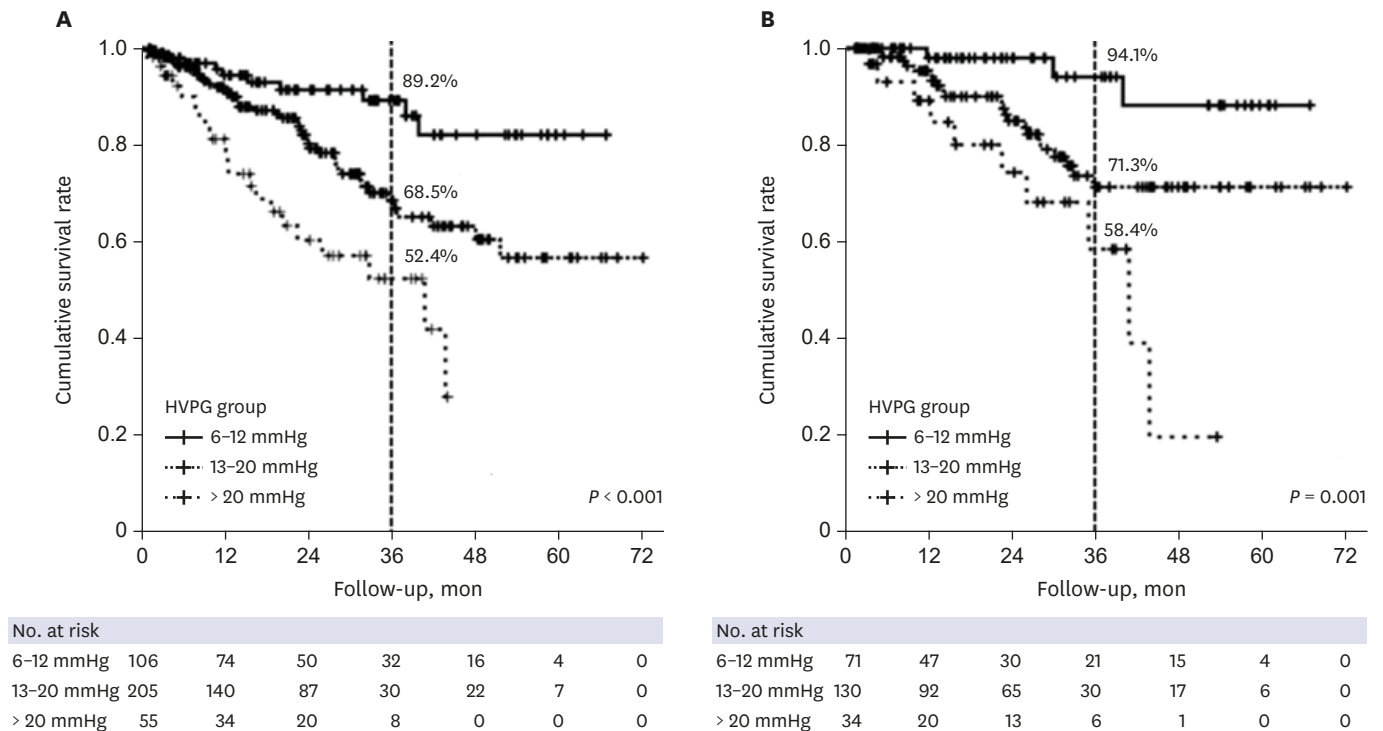 A
Cumulative survival rate
1.0
0.8
0.6
0.4
0.2
0
89.2%
68.5%
52.4%
HVPG group
6–12 mmHg
13–20 mmHg
> 20 mmHg
P < 0.001
0 12 24 36 48 60 72
Follow-up, mon
No. at risk
6–12 mmHg 106 74 50 32 16 4 0
13–20 mmHg 205 140 87 30 22 7 0
> 20 mmHg 55 34 20 8 0 0 0
B
Cumulative survival rate
1.0
0.8
0.6
0.4
0.2
0
94.1%
71.3%
58.4%
HVPG group
6–12 mmHg
13–20 mmHg
> 20 mmHg
P = 0.001
0 12 24 36 48 60 72
Follow-up, mon
No. at risk
6–12 mmHg 71 47 30 21 15 4 0
13–20 mmHg 130 92 65 30 17 6 0
> 20 mmHg 34 20 13 6 1 0 0